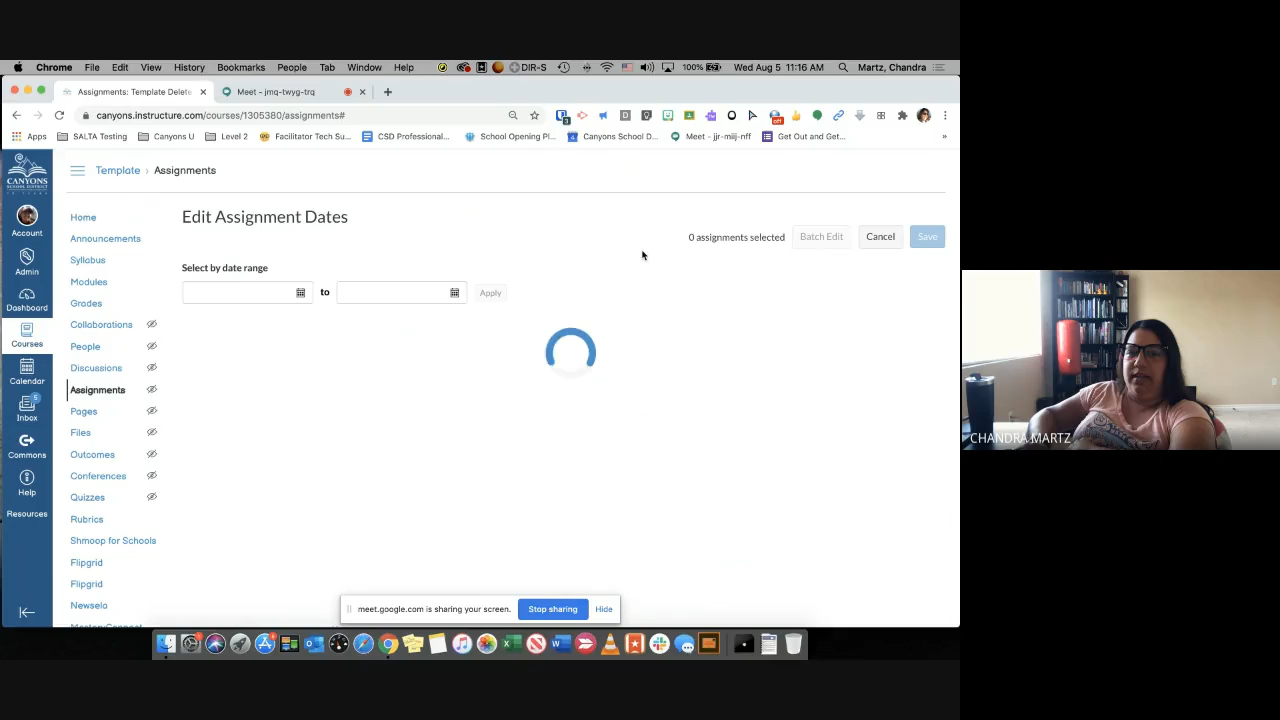 Chrome File Edit View History Bookmarks People Tab Window Help DIR-S 100% Wed Aug 5 11:16 AM Martz, Chandra
Assignments: Template Delete Meet - jmq-twyg-trq
canyons.instructure.com/courses/1305380/assignments#
Apps SALTA Testing Canyons U Level 2 Facilitator Tech Su... CSD Professional... School Opening Pl... Canyons School D... Meet – jjr-miij-nff Get Out and Get...
CANYONS
Template › Assignments
Account
Admin
Dashboard
Courses
Calendar
Inbox
Commons
Help
Resources
Home
Announcements
Syllabus
Modules
Grades
Collaborations
People
Discussions
Assignments
Pages
Files
Outcomes
Conferences
Quizzes
Rubrics
Shmoop for Schools
Flipgrid
Flipgrid
Newsela
MasteryConnect
Edit Assignment Dates
0 assignments selected Batch Edit Cancel Save
Select by date range
to Apply
meet.google.com is sharing your screen. Stop sharing Hide
CHANDRA MARTZ